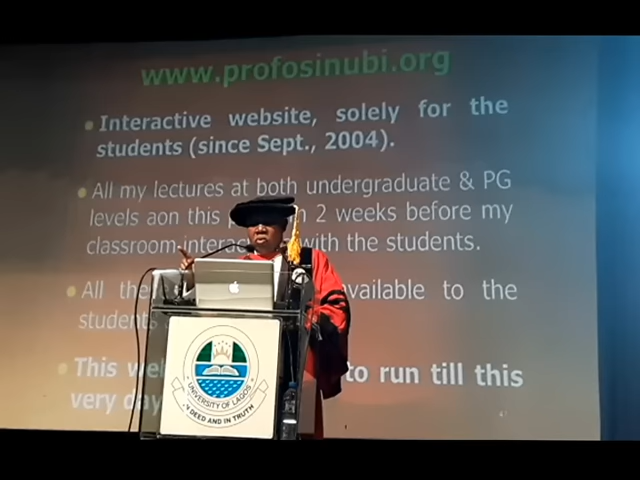 www.profosinubi.org
Interactive website, solely for the
students (since Sept., 2004).
All my lectures at both undergraduate & PG
levels aon this 2 weeks before my
classroom with the students.
All available to the
students
This to run till this
very day
UNIVERSITY OF LAGOS
IN DEED AND IN TRUTH